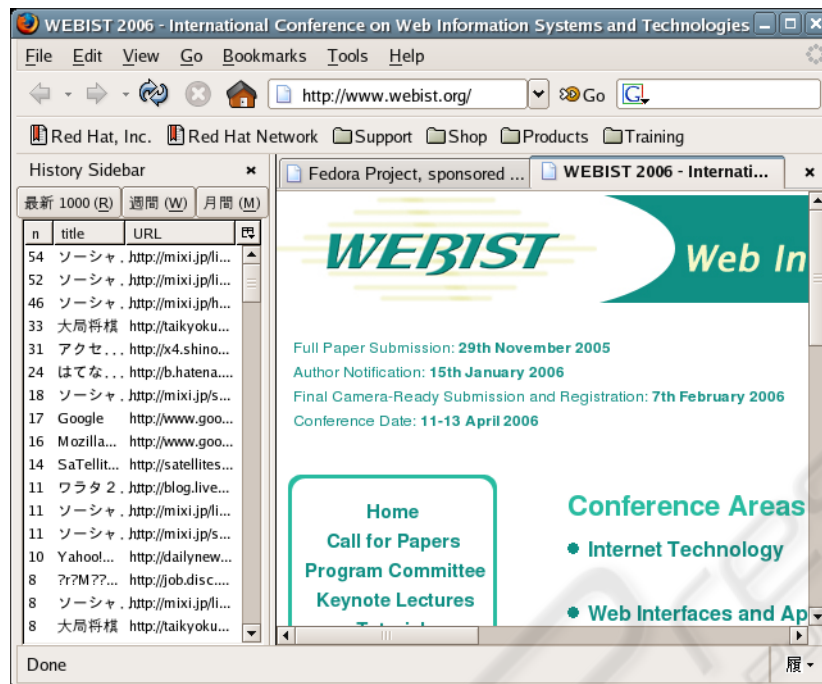 WEBIST 2006 - International Conference on Web Information Systems and Technologies
File Edit View Go Bookmarks Tools Help
http://www.webist.org/ Go G
Red Hat, Inc. Red Hat Network Support Shop Products Training
History Sidebar
最新 1000 (R) 週間 (W) 月間 (M)
n title URL
54 ソーシャ. http://mixi.jp/li...
52 ソーシャ. http://mixi.jp/li...
46 ソーシャ. http://mixi.jp/h...
33 大局将棋 http://taikyoku...
31 アクセ... http://x4.shino...
24 はてな... http://b.hatena....
18 ソーシャ. http://mixi.jp/s...
17 Google http://www.goo...
16 Mozilla... http://www.goo...
14 SaTellit... http://satellites...
11 ワラタ2. http://blog.live...
11 ソーシャ. http://mixi.jp/li...
11 ソーシャ. http://mixi.jp/s...
10 Yahoo!... http://dailynew...
8 ?r?M??... http://job.disc....
8 ソーシャ. http://mixi.jp/li...
8 大局将棋 http://taikyoku...
Fedora Project, sponsored ... WEBIST 2006 - Internati...
WEBIST Web In
Full Paper Submission: 29th November 2005
Author Notification: 15th January 2006
Final Camera-Ready Submission and Registration: 7th February 2006
Conference Date: 11-13 April 2006
Home
Call for Papers
Program Committee
Keynote Lectures
Conference Areas
Internet Technology
Web Interfaces and Ap
Done 履